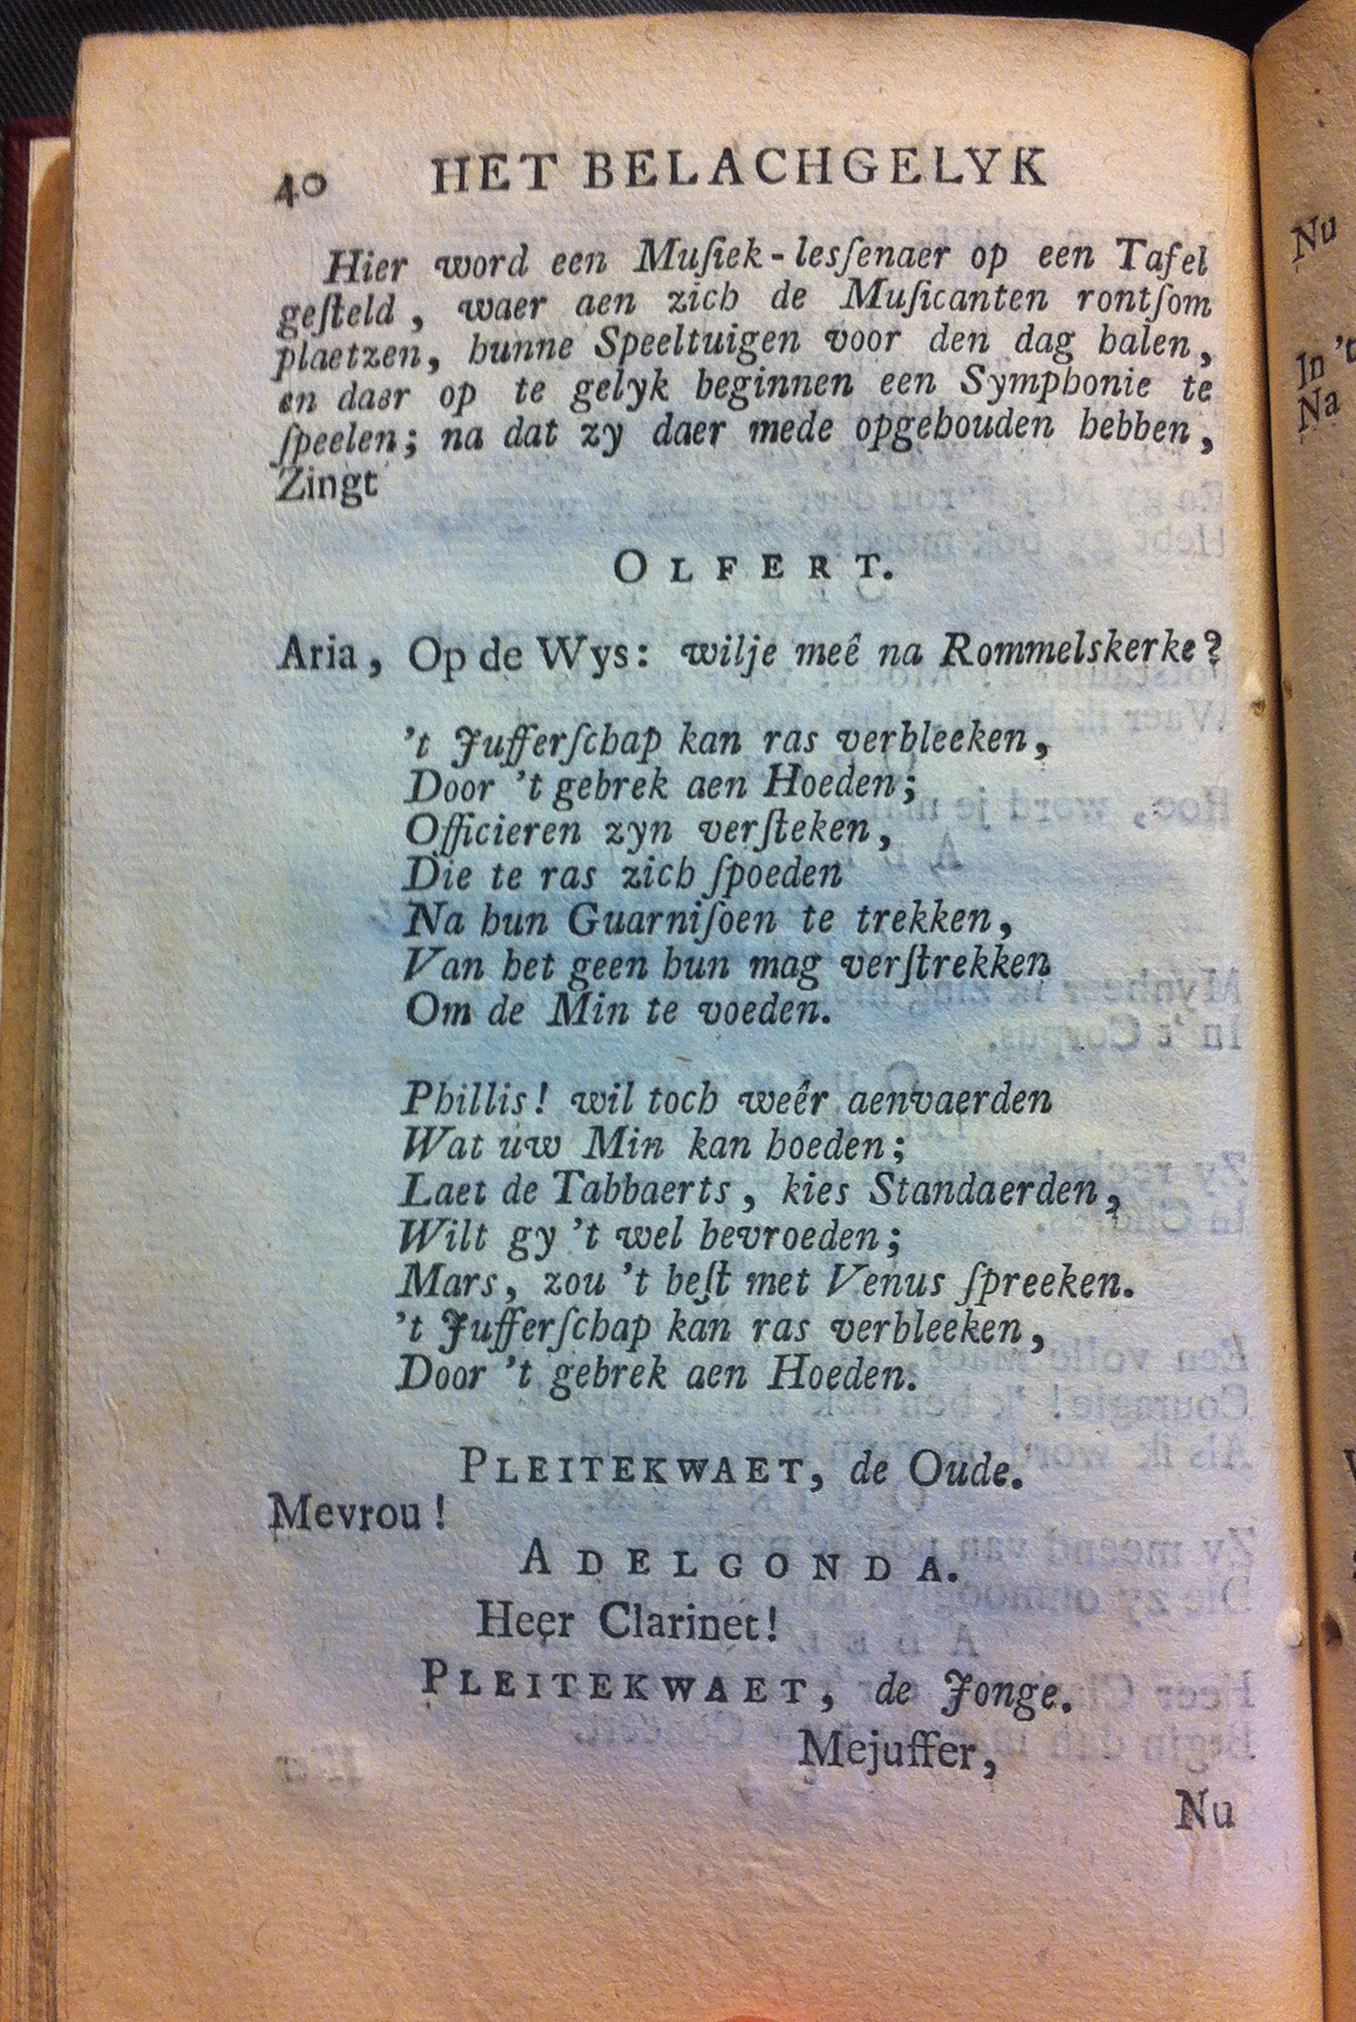 40 HET BELACHGELYK
Hier word een Muſiek-lesſenaer op een Tafel
geſteld, waer aen zich de Muſicanten rontſom
plaetzen, hunne Speeltuigen voor den dag halen,
en daer op te gelyk beginnen een Symphonie te
ſpeelen; na dat zy daer mede opgehouden hebben,
Zingt
OLFERT.
Aria, Op de Wys: wilje meê na Rommelskerke?
't Jufferſchap kan ras verbleeken,
Door 't gebrek aen Hoeden;
Officieren zyn verſteken,
Die te ras zich ſpoeden
Na hun Guarniſoen te trekken,
Van het geen hun mag verſtrekken
Om de Min te voeden.
Phillis! wil toch weêr aenvaerden
Wat uw Min kan hoeden;
Laet de Tabbaerts, kies Standaerden,
Wilt gy 't wel bevroeden;
Mars, zou 't beſt met Venus ſpreeken.
't Jufferſchap kan ras verbleeken,
Door 't gebrek aen Hoeden.
PLEITEKWAET, de Oude.
Mevrou!
ADELGONDA.
Heer Clarinet!
PLEITEKWAET, de Jonge.
Mejuffer,
Nu
Nu
In 't
Na